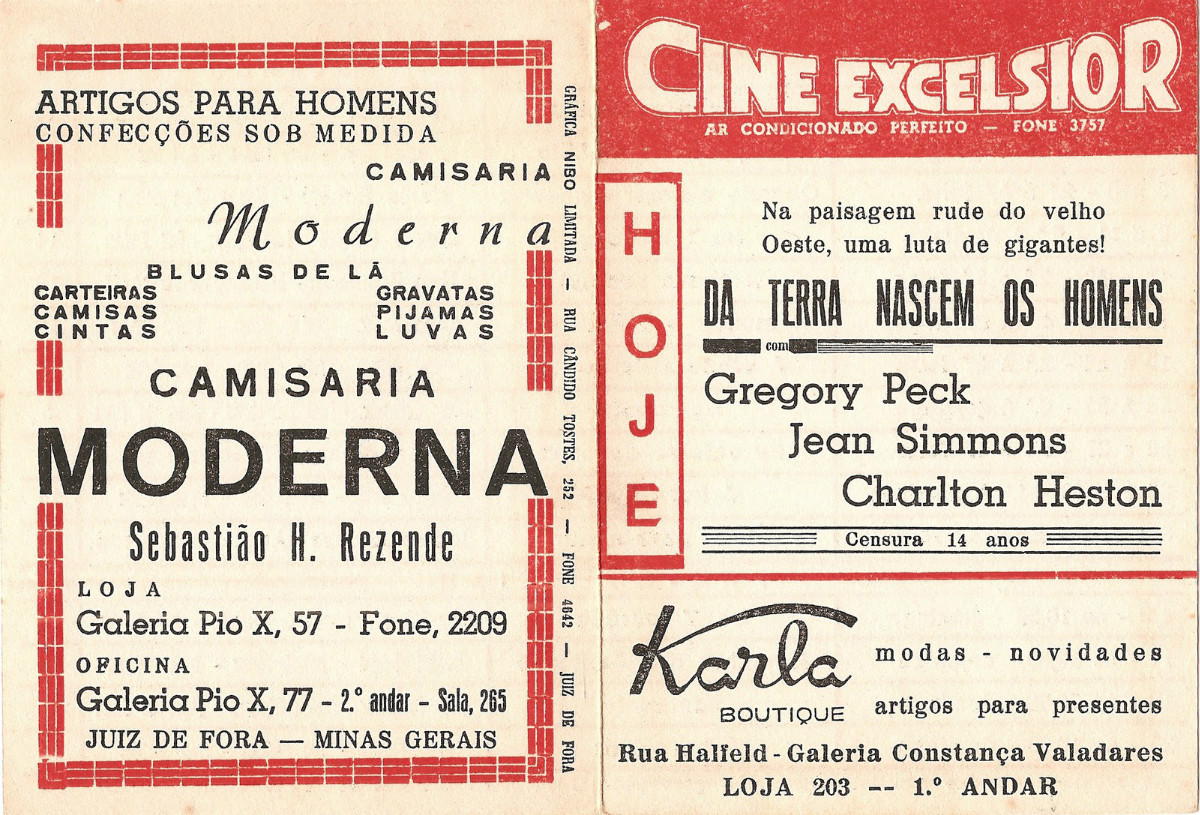 ARTIGOS PARA HOMENS
CONFECÇÕES SOB MEDIDA
CAMISARIA
Moderna
BLUSAS DE LÃ
CARTEIRAS GRAVATAS
CAMISAS PIJAMAS
CINTAS LUVAS
CAMISARIA
MODERNA
Sebastião H. Rezende
LOJA
Galeria Pio X, 57 - Fone, 2209
OFICINA
Galeria Pio X, 77 - 2.º andar - Sala, 265
JUIZ DE FORA — MINAS GERAIS
GRÁFICA NIBO LIMITADA — RUA CÂNDIDO TOSTES, 252 — FONE 4642 — JUIZ DE FORA
CINE EXCELSIOR
AR CONDICIONADO PERFEITO — FONE 3757
HOJE
Na paisagem rude do velho
Oeste, uma luta de gigantes!
DA TERRA NASCEM OS HOMENS
com
Gregory Peck
Jean Simmons
Charlton Heston
Censura 14 anos
Karla
BOUTIQUE
modas - novidades
artigos para presentes
Rua Halfeld - Galeria Constança Valadares
LOJA 203 -- 1.º ANDAR